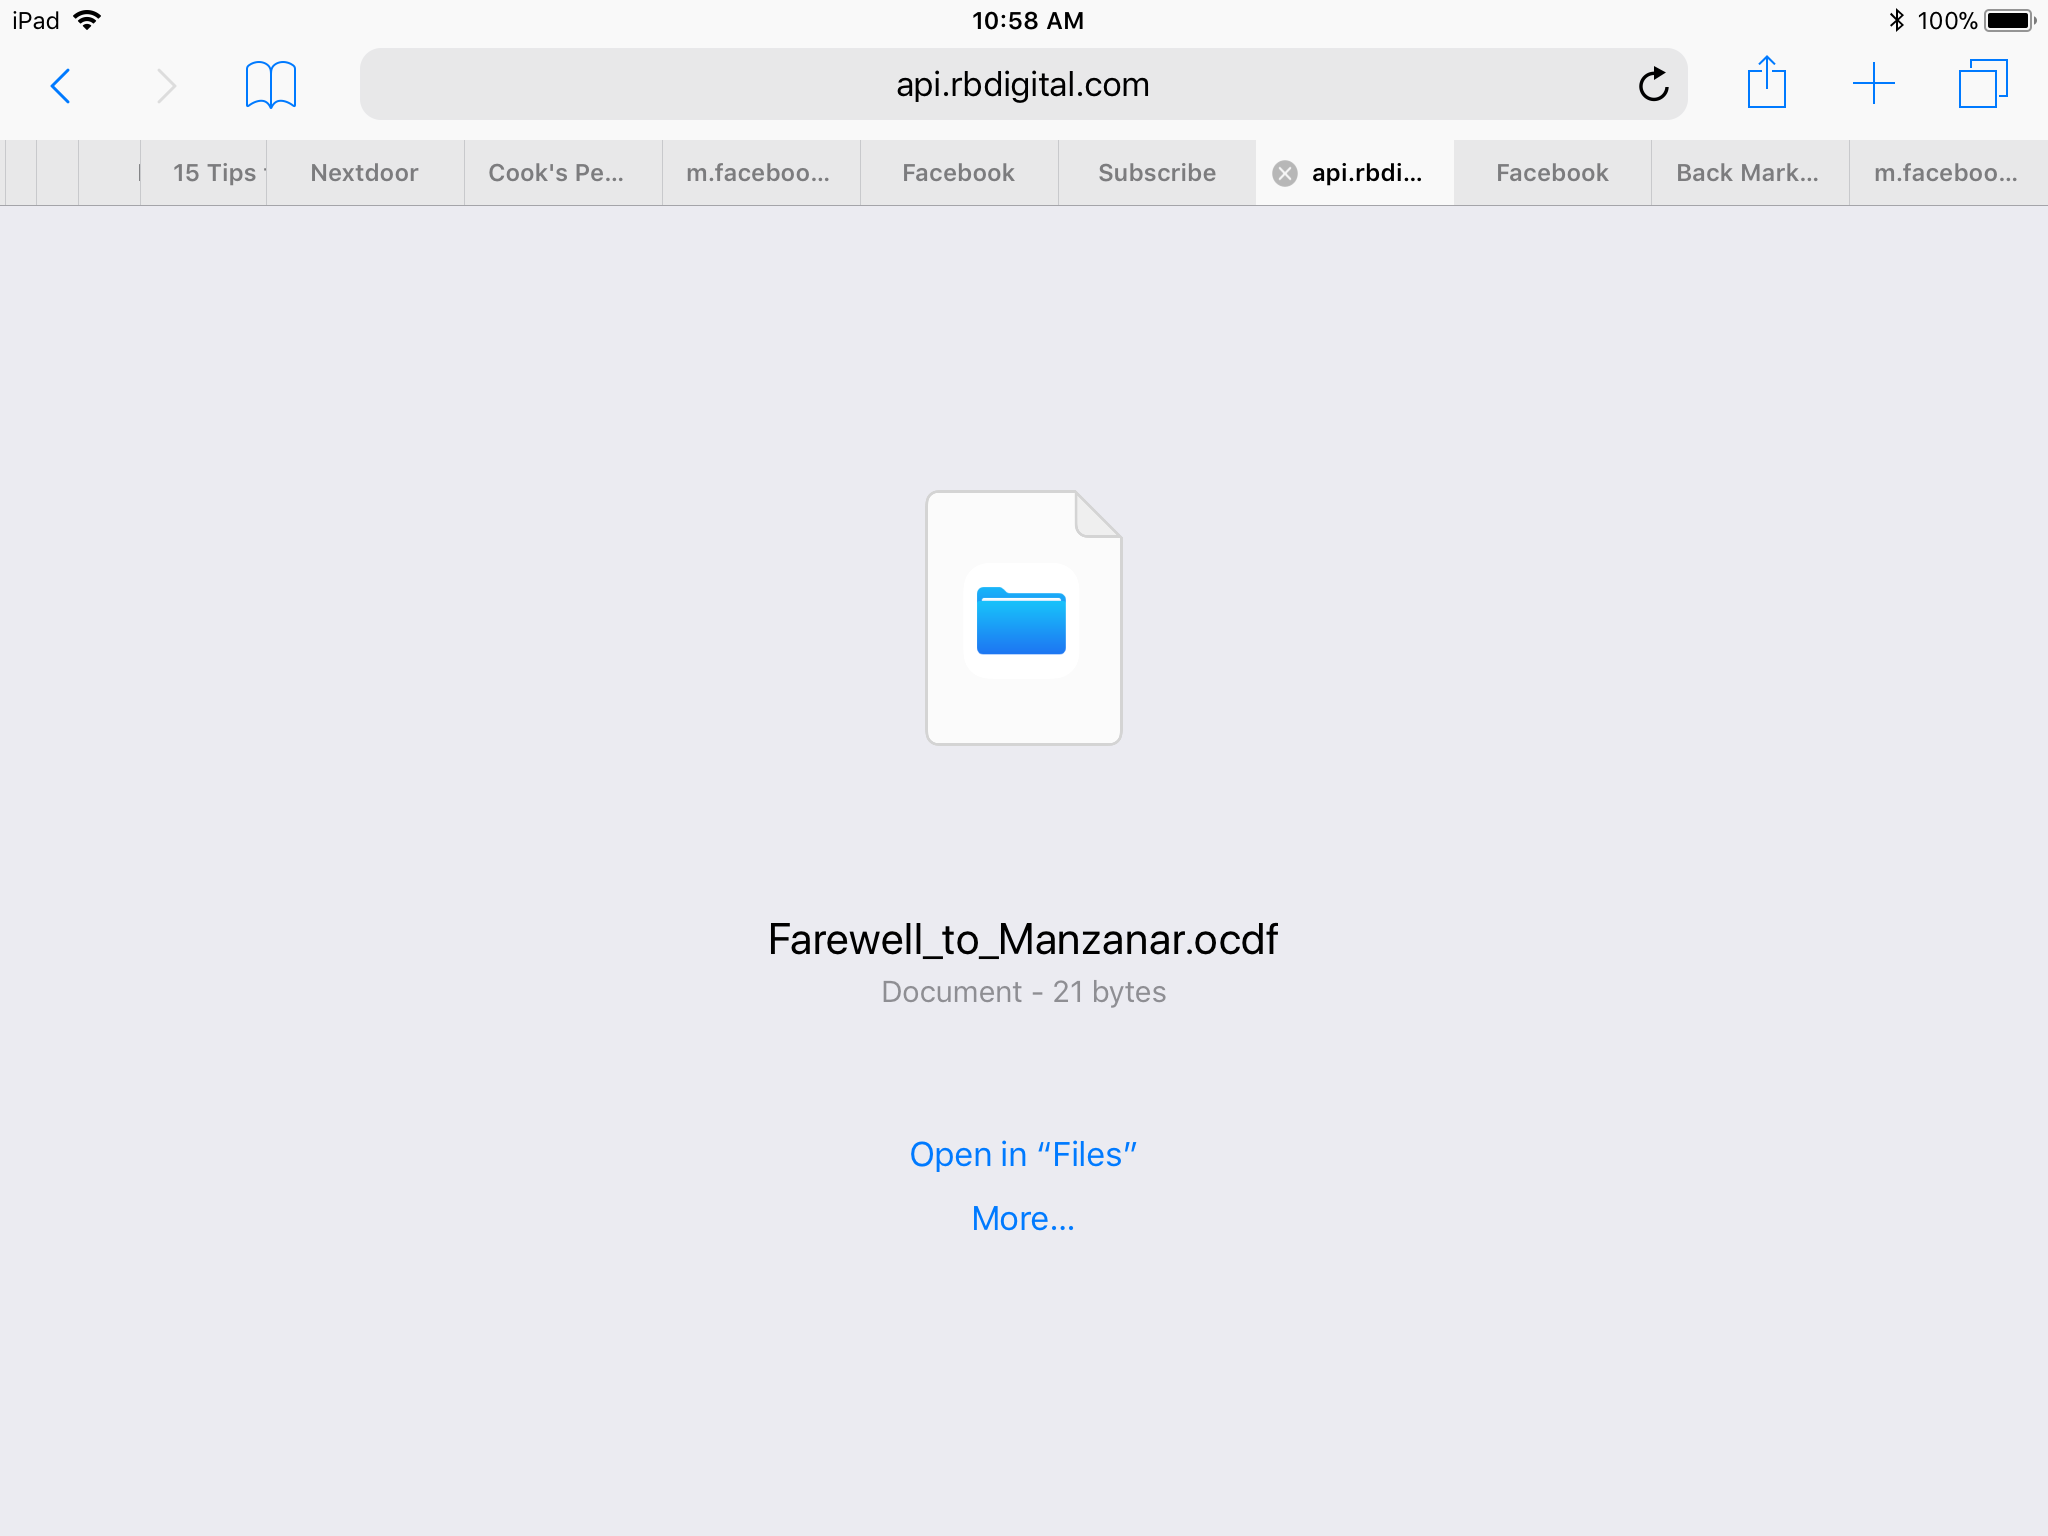 iPad 10:58 AM 100%
api.rbdigital.com
15 Tips Nextdoor Cook's Pe... m.faceboo... Facebook Subscribe api.rbdi... Facebook Back Mark... m.faceboo...
Farewell_to_Manzanar.ocdf
Document - 21 bytes
Open in “Files”
More...